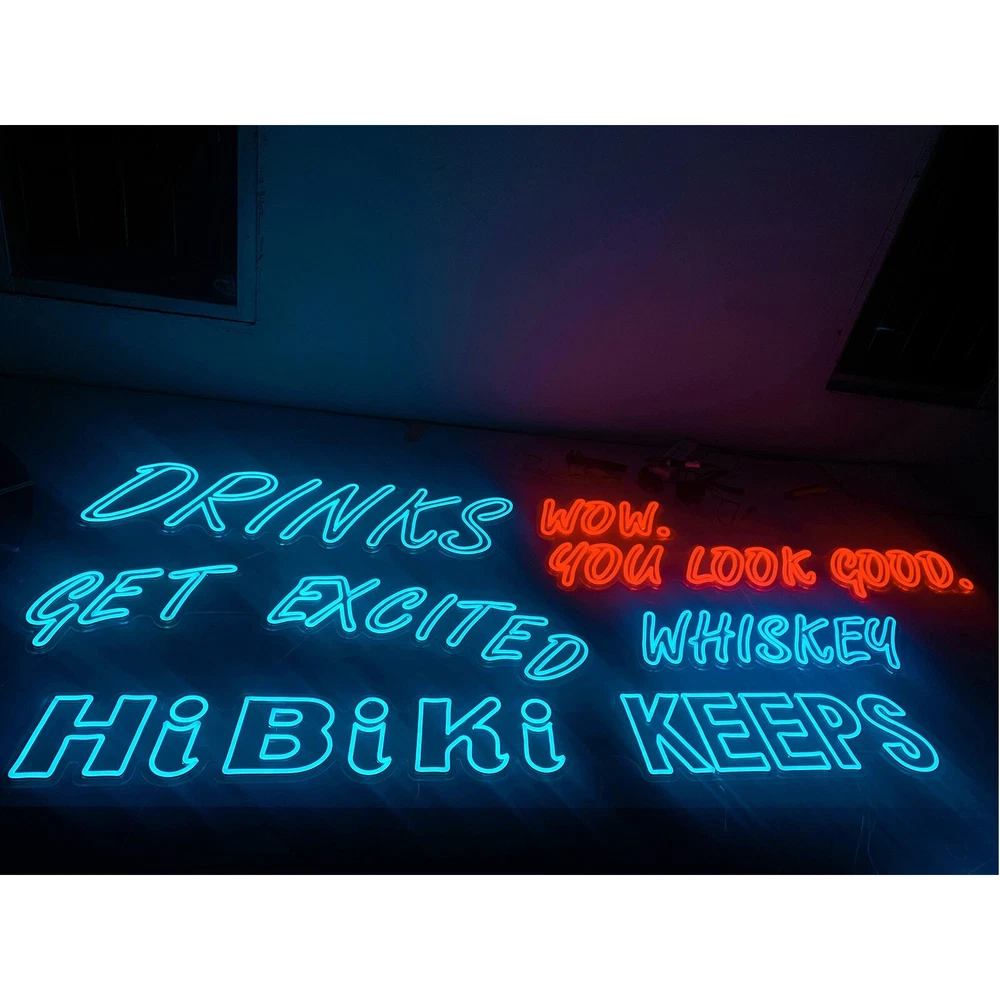 DRINKS
WOW.
YOU LOOK GOOD.
GET EXCITED
WHISKEY
HiBiKi
KEEPS